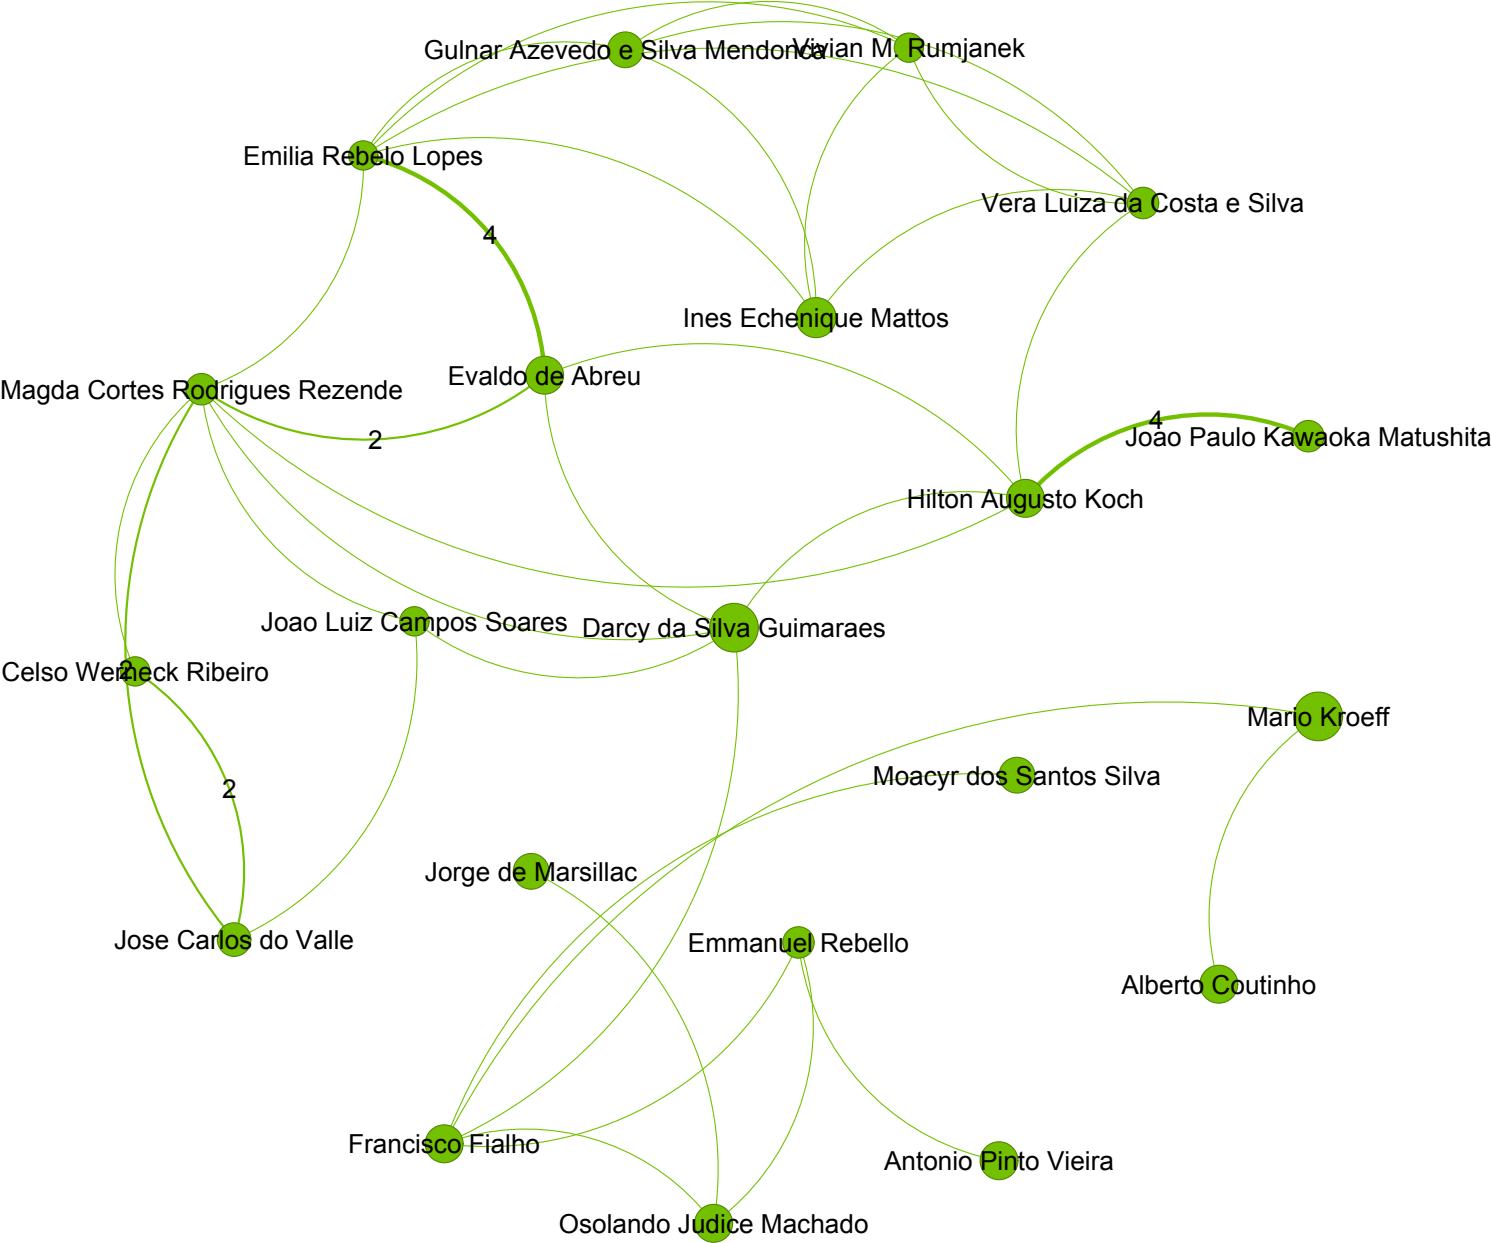 Gulnar Azevedo e Silva Mendonca
Vivian M. Rumjanek
Emilia Rebelo Lopes
Vera Luiza da Costa e Silva
4
Ines Echenique Mattos
Evaldo de Abreu
Magda Cortes Rodrigues Rezende
4
Joao Paulo Kawaoka Matushita
2
Hilton Augusto Koch
Joao Luiz Campos Soares
Darcy da Silva Guimaraes
2
Celso Werneck Ribeiro
Mario Kroeff
Moacyr dos Santos Silva
2
Jorge de Marsillac
Jose Carlos do Valle
Emmanuel Rebello
Alberto Coutinho
Francisco Fialho
Antonio Pinto Vieira
Osolando Judice Machado